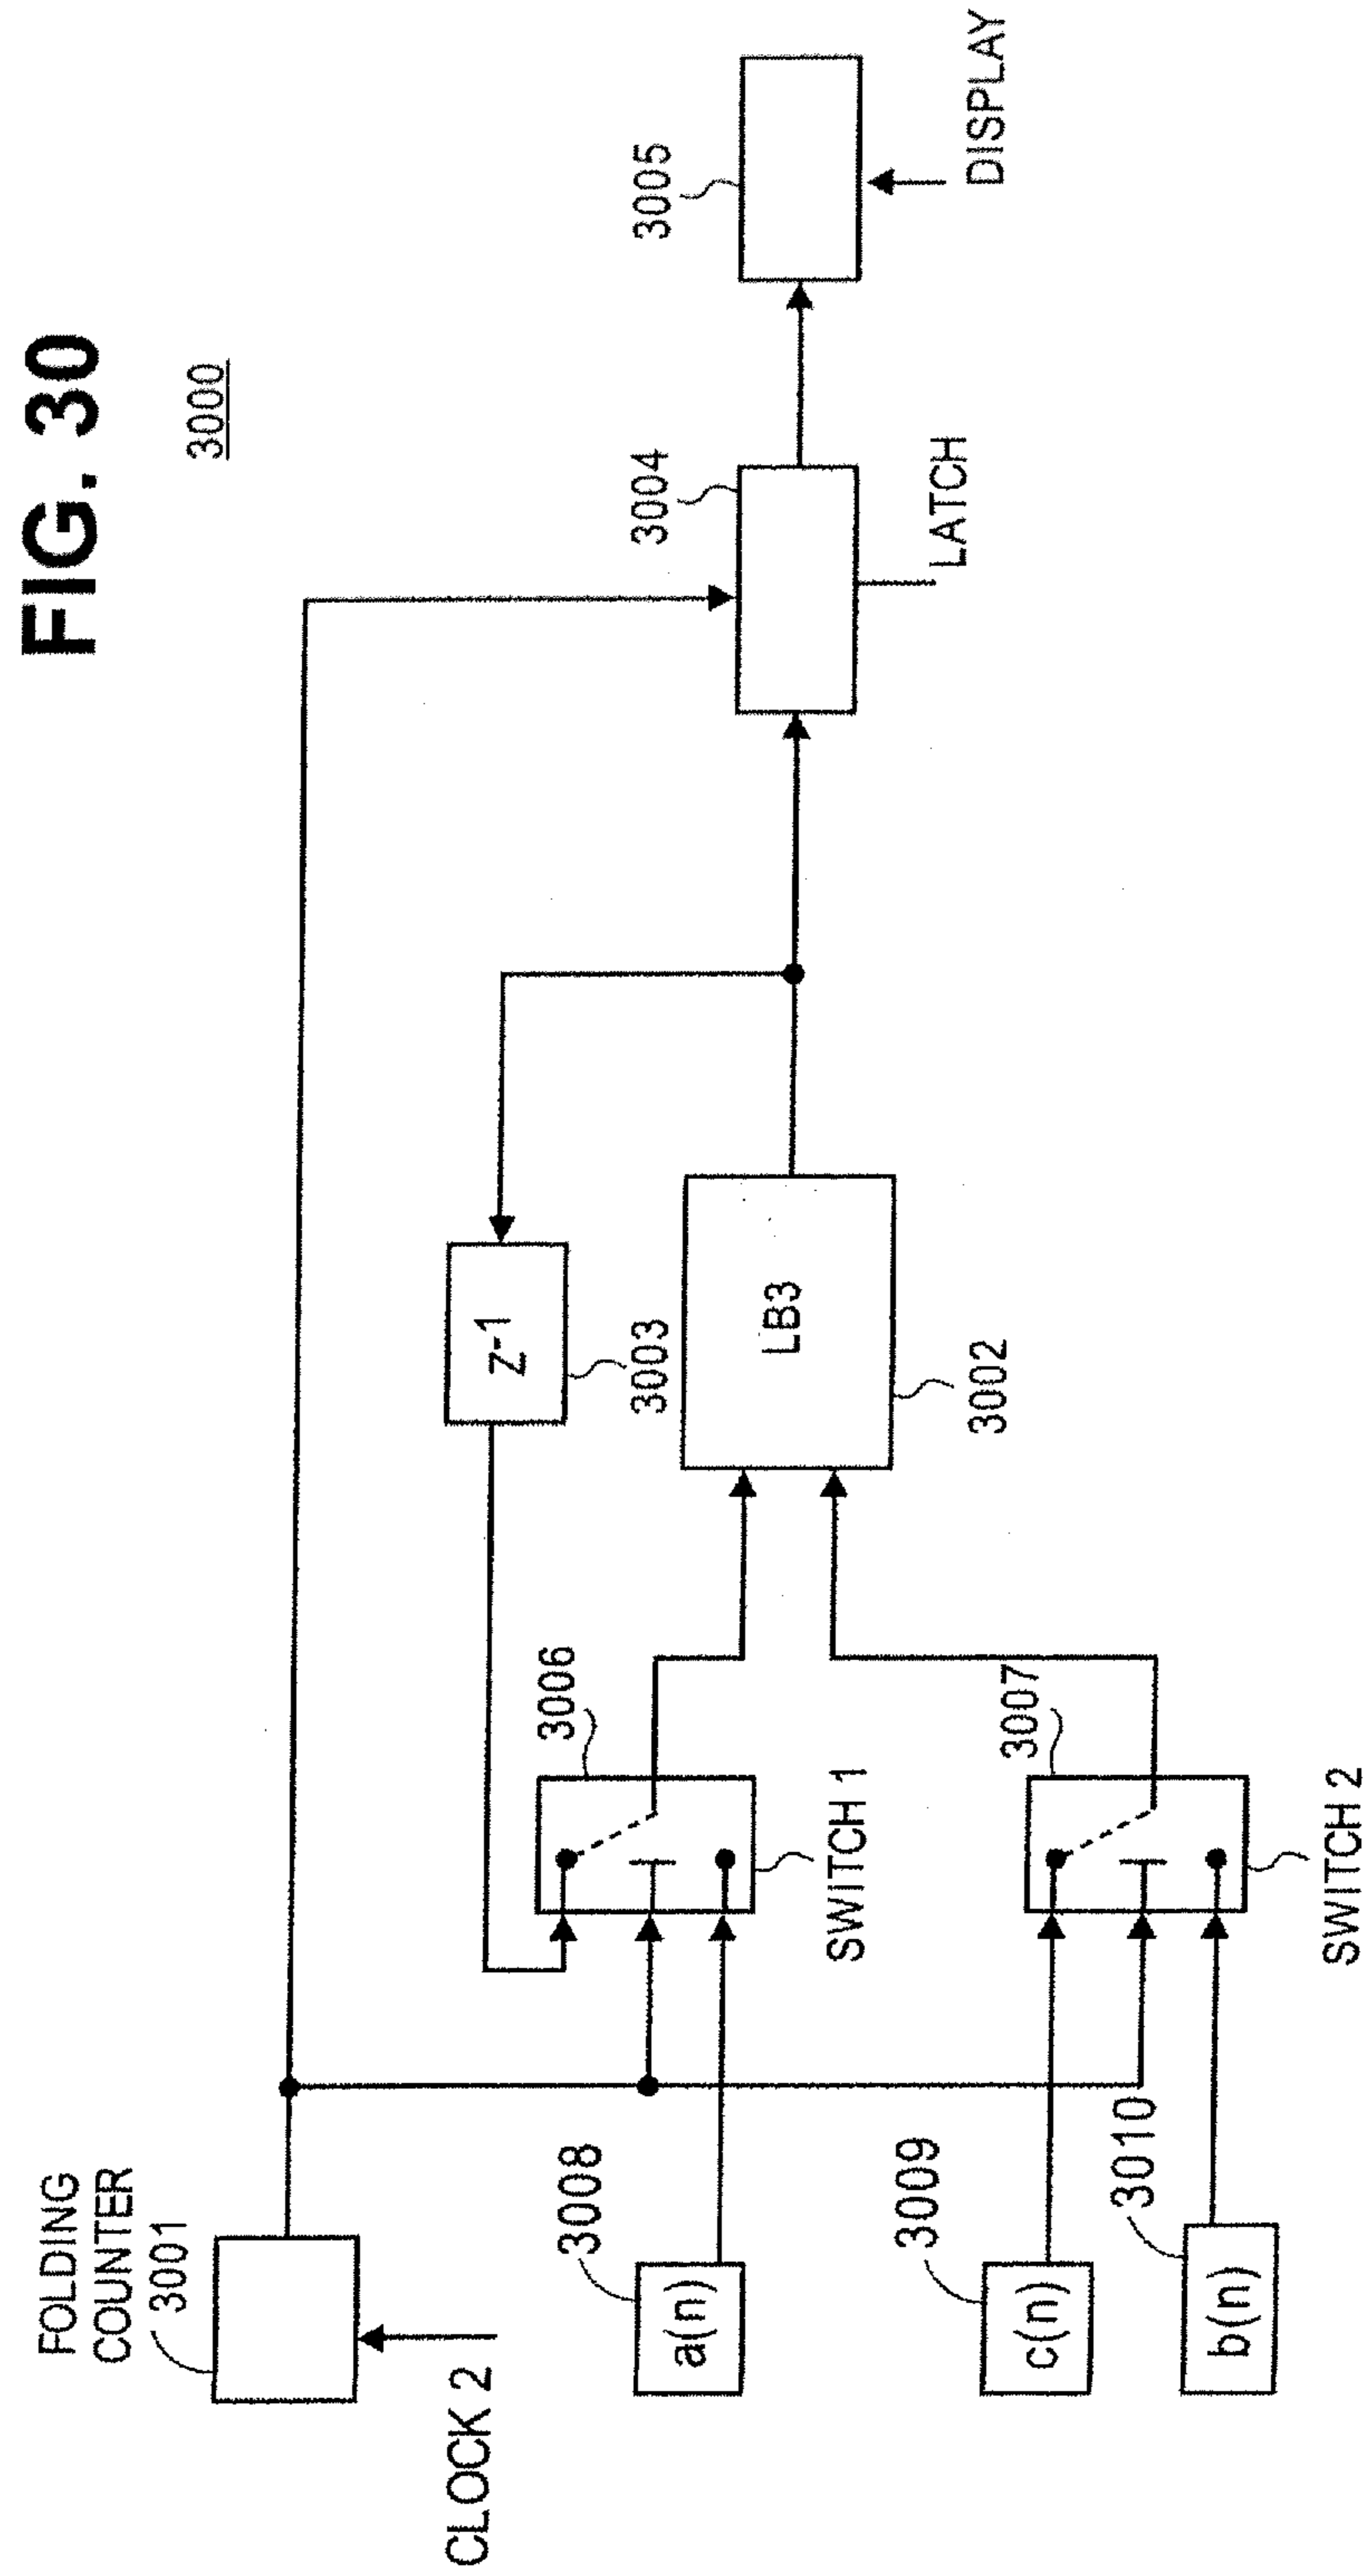 FIG. 30
3000
FOLDING
COUNTER
3001
CLOCK 2
3008
a(n)
3009
c(n)
3010
b(n)
3006
SWITCH 1
3007
SWITCH 2
z-1
3003
LB3
3002
3004
LATCH
3005
DISPLAY